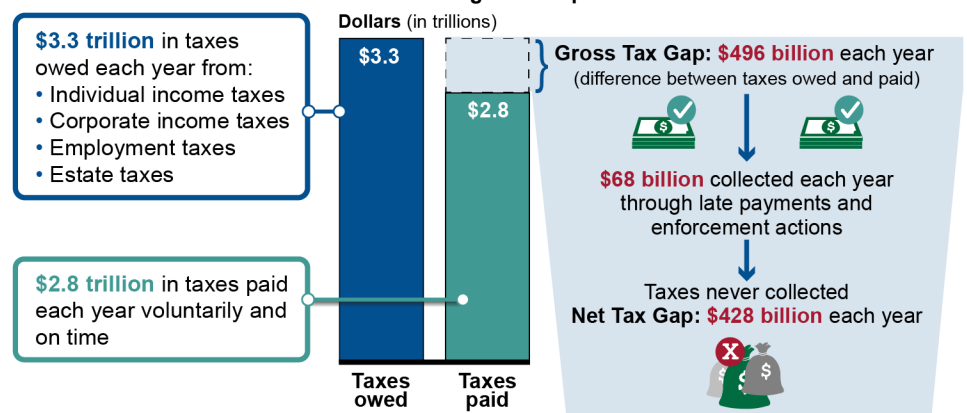 Dollars (in trillions)
$3.3 trillion in taxes
owed each year from:
• Individual income taxes
• Corporate income taxes
• Employment taxes
• Estate taxes
$2.8 trillion in taxes paid
each year voluntarily and
on time
$3.3
$2.8
Taxes
owed
Taxes
paid
Gross Tax Gap: $496 billion each year
(difference between taxes owed and paid)
$
$
$68 billion collected each year
through late payments and
enforcement actions
Taxes never collected
Net Tax Gap: $428 billion each year
X
$
$
$